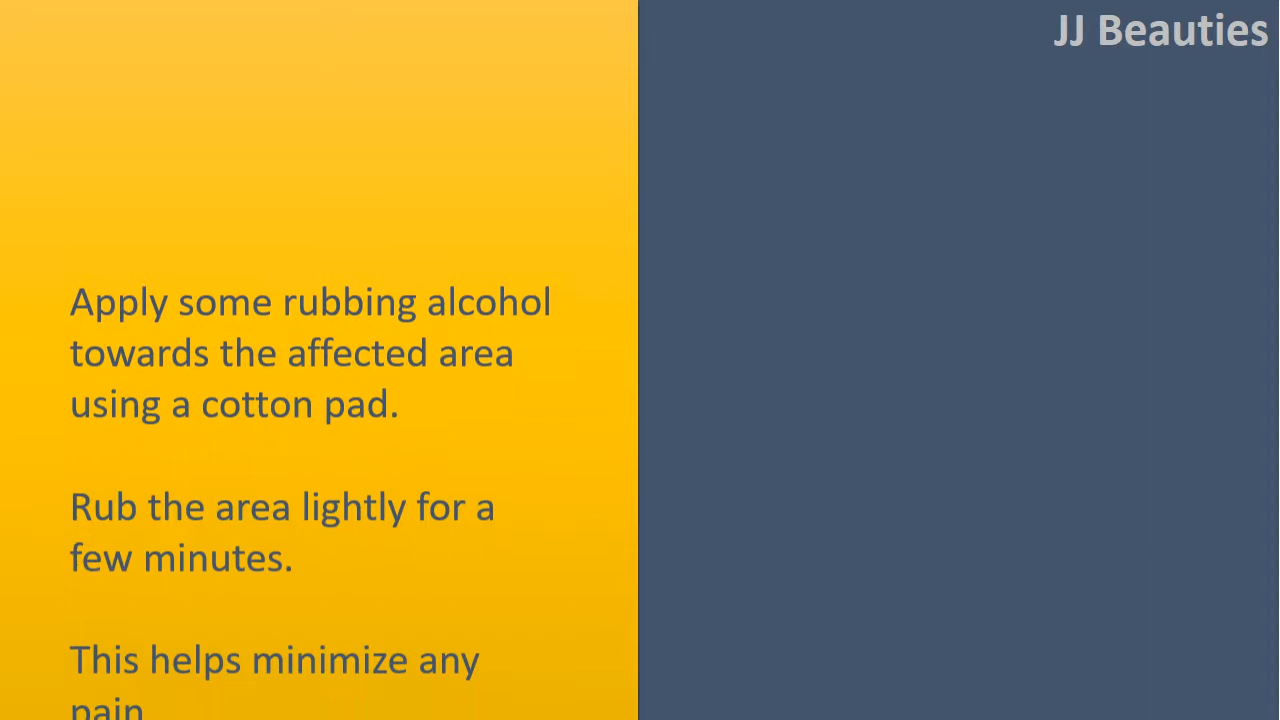 JJ Beauties
Apply some rubbing alcohol
towards the affected area
using a cotton pad.
Rub the area lightly for a
few minutes.
This helps minimize any
pain